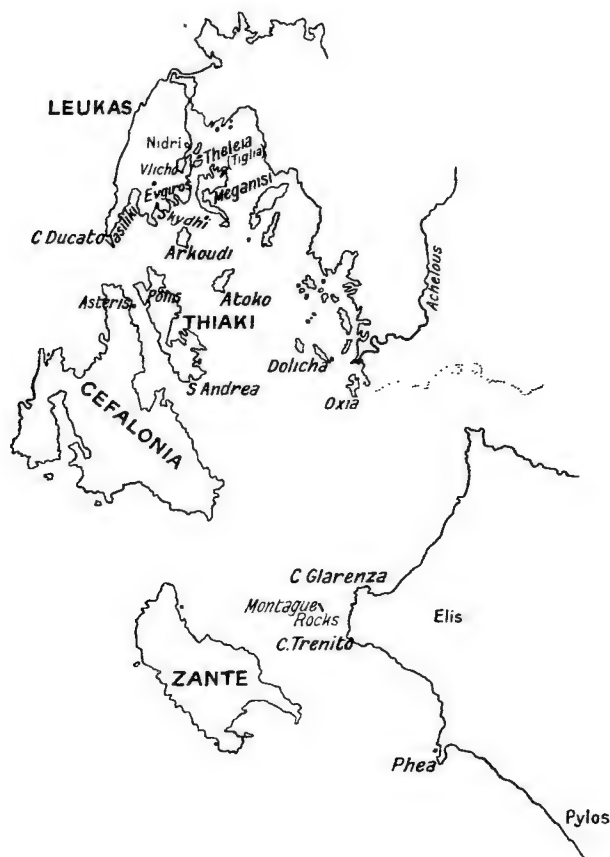 LEUKAS
Nidri
Theleia
(Tiglia)
Vlicho
Evgiros
Meganisi
Skydhi
Vasiliki
C Ducato
Arkoudi
Achelous
Asteris
Polis
Atoko
THIAKI
Dolicha
S Andrea
Oxia
CEFALONIA
C Glarenza
Montague
Rocks
Elis
C.Trenito
ZANTE
Phea
Pylos